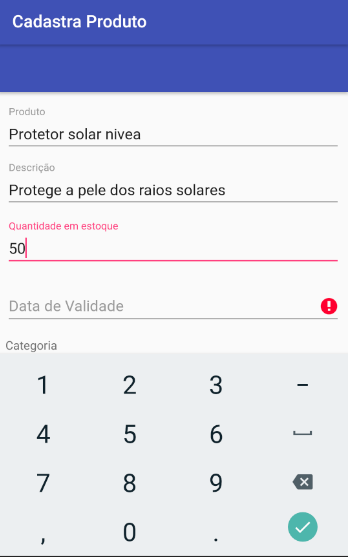 Cadastra Produto
Produto
Protetor solar nivea
Descrição
Protege a pele dos raios solares
Quantidade em estoque
50
Data de Validade
Categoria
1 2 3 -
4 5 6
7 8 9
, 0 .